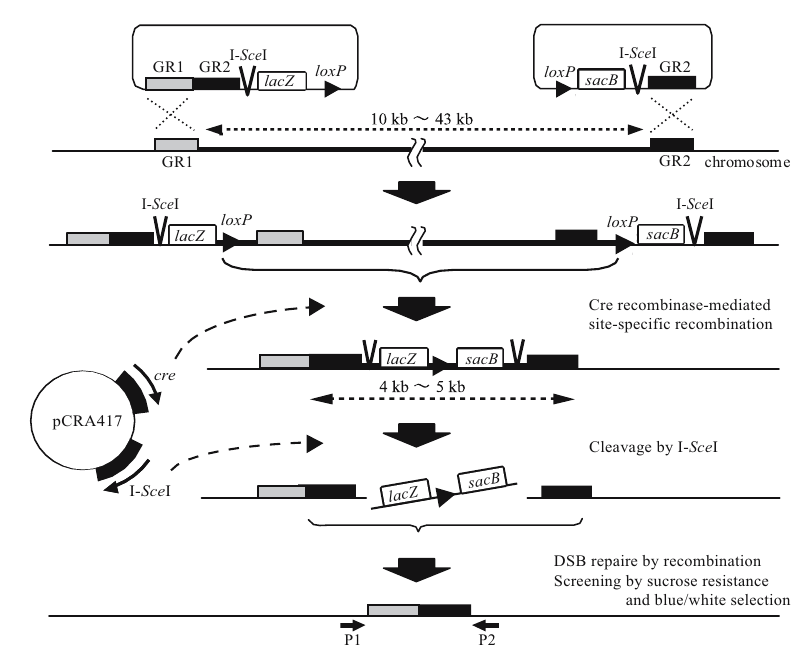 I-SceI
GR1 GR2
lacZ
loxP
I-SceI
GR2
loxP
sacB
10 kb ～ 43 kb
GR1
GR2
chromosome
I-SceI
lacZ
loxP
loxP
sacB
I-SceI
Cre recombinase-mediated
site-specific recombination
lacZ
sacB
4 kb ～ 5 kb
cre
pCRA417
I-SceI
Cleavage by I-SceI
lacZ
sacB
DSB repaire by recombination
Screening by sucrose resistance
and blue/white selection
P1
P2